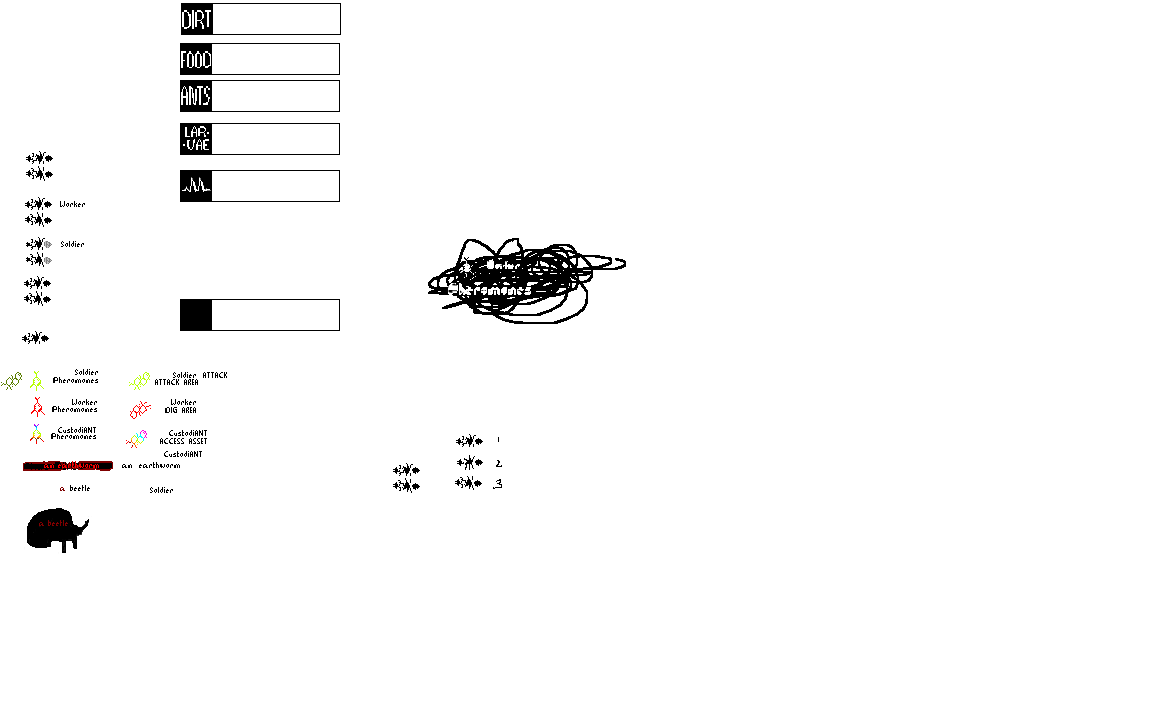 DIRT
FOOD
ANTS
LAR-
-VAE
Worker
Soldier
Pheromones
Soldier
Pheromones
Soldier ATTACK
ATTACK AREA
Worker
Pheromones
Worker
DIG AREA
CustodiANT
Pheromones
CustodiANT
ACCESS ASSET
CustodiANT
an earthworm
an earthworm
a beetle
Soldier
a beetle
1
2
3